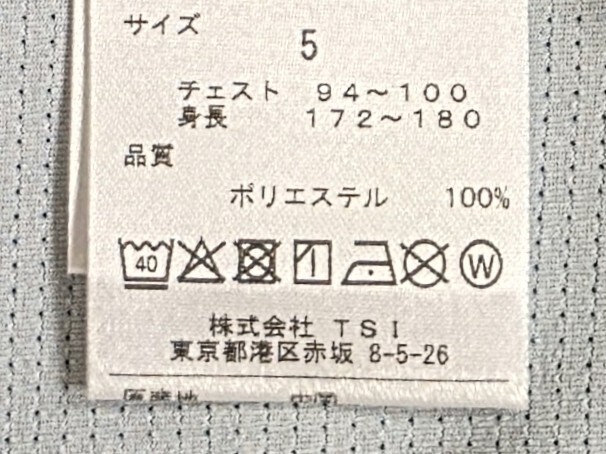 サイズ
5
チェスト 94～100
身長 172～180
品質
ポリエステル 100%
40 W
株式会社 TSI
東京都港区赤坂 8-5-26